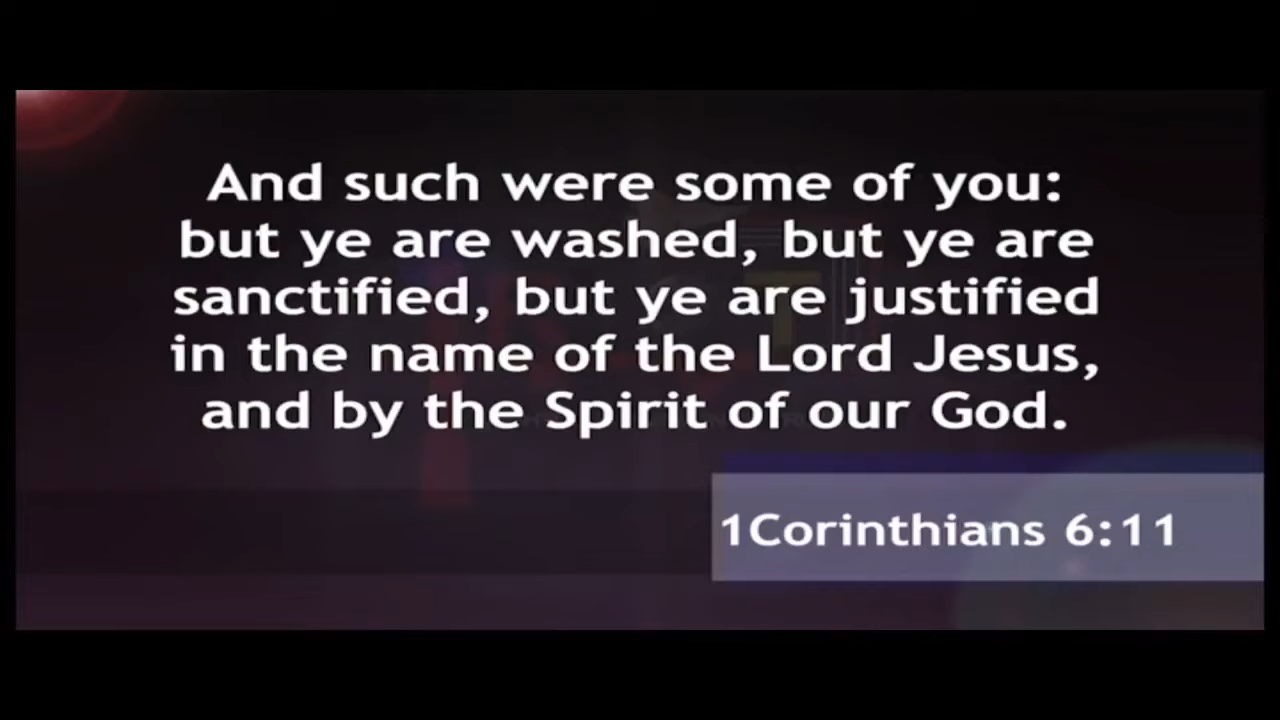 And such were some of you:
but ye are washed, but ye are
sanctified, but ye are justified
in the name of the Lord Jesus,
and by the Spirit of our God.
1Corinthians 6:11